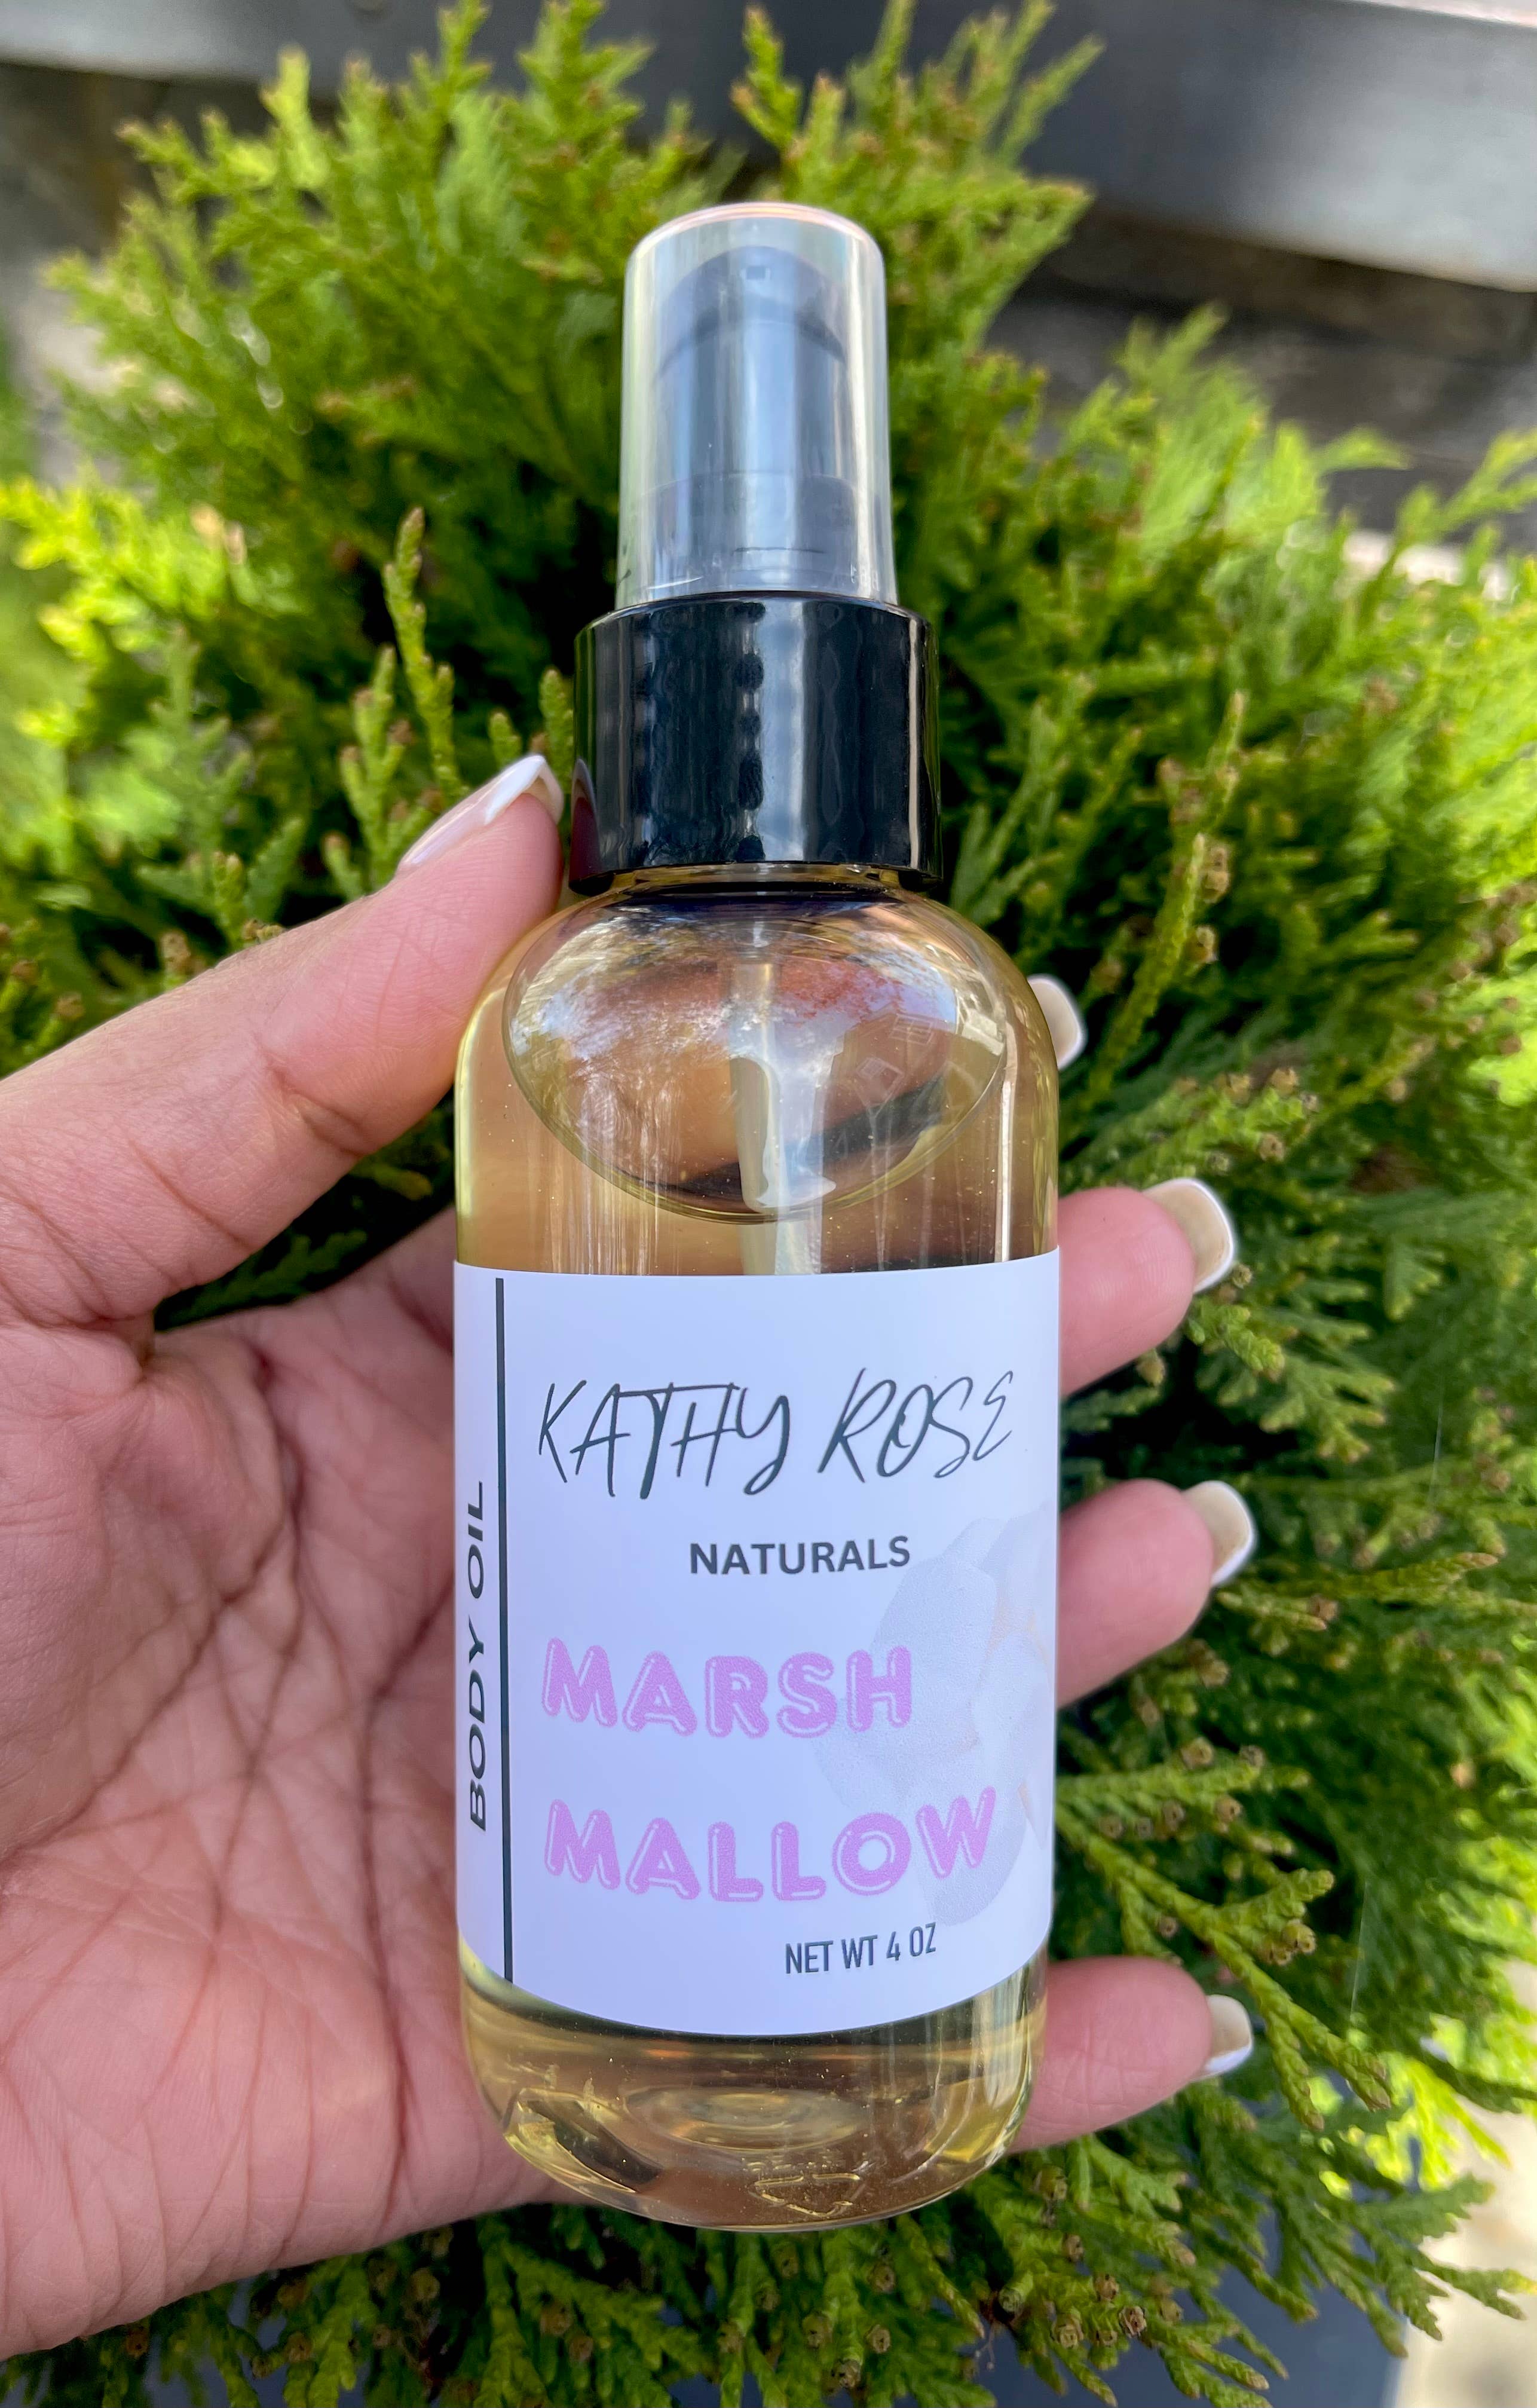 KATHY ROSE
NATURALS
MARSH
MALLOW
NET WT 4 OZ
BODY OIL